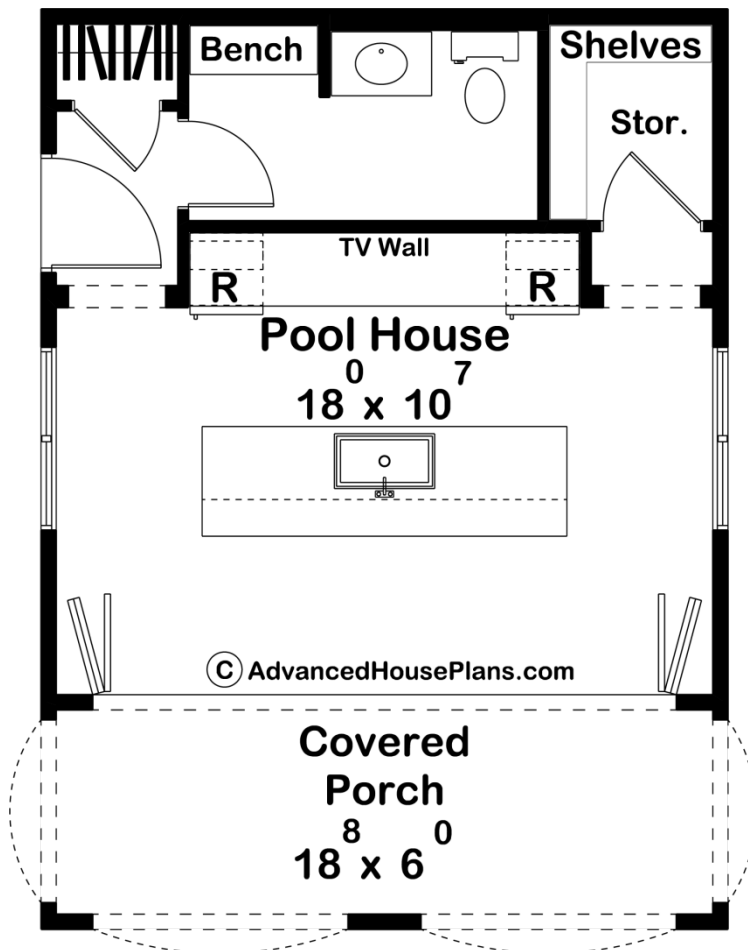 Bench
Shelves
Stor.
TV Wall
R
R
Pool House
18⁰ x 10⁷
© AdvancedHousePlans.com
Covered
Porch
18⁸ x 6⁰